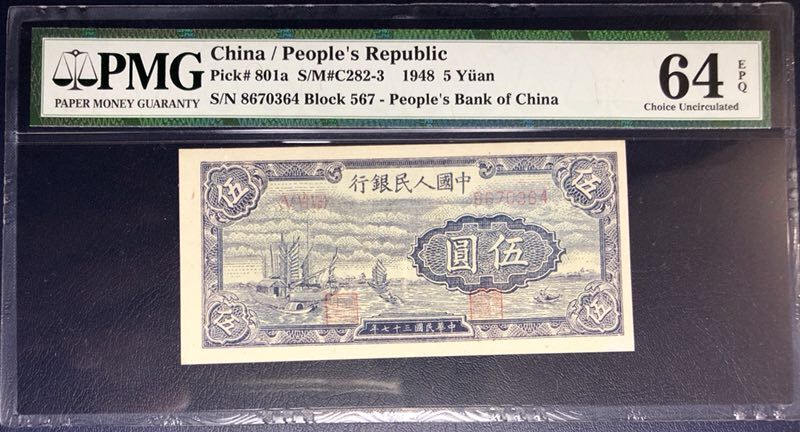 PMG
PAPER MONEY GUARANTY
China / People's Republic
Pick# 801a S/M#C282-3 1948 5 Yüan
S/N 8670364 Block 567 - People's Bank of China
64 EPQ
Choice Uncirculated
伍 伍
行銀民人國中
8670364
圓伍
伍 伍
年七十三國民華中